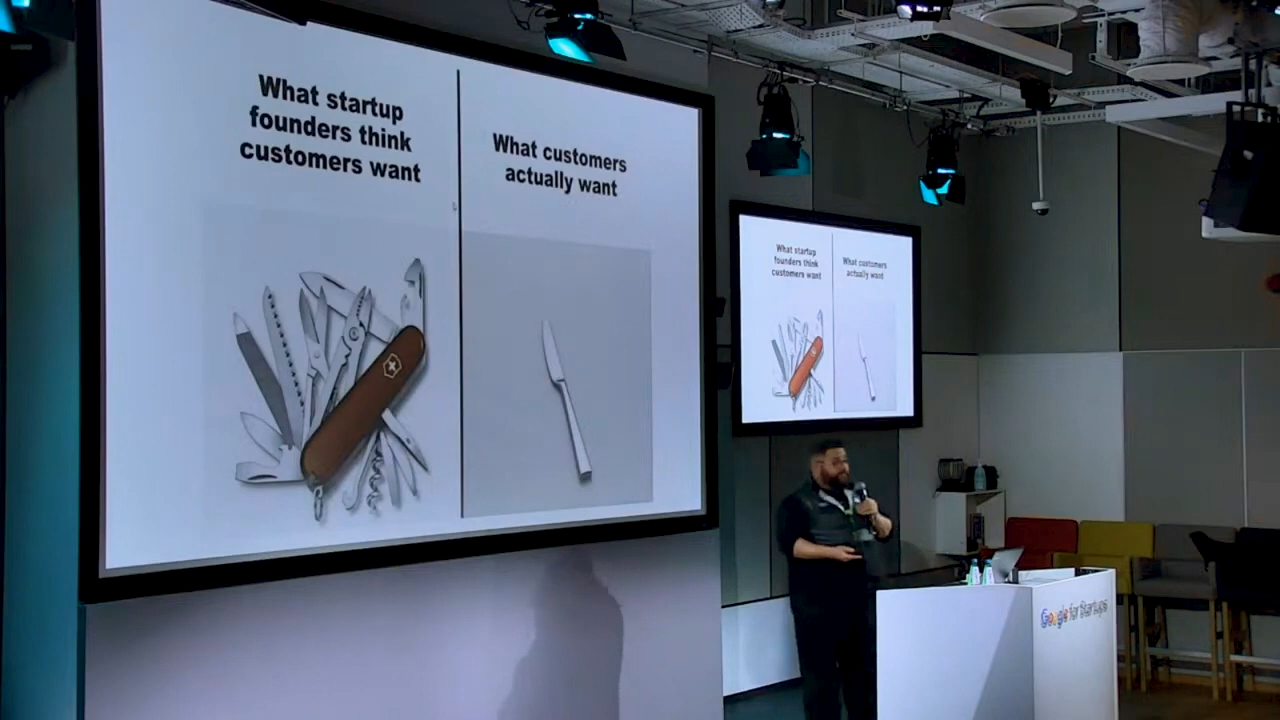 What startup
founders think
customers want
What customers
actually want
What startup
founders think
customers want
What customers
actually want
Google for Startups